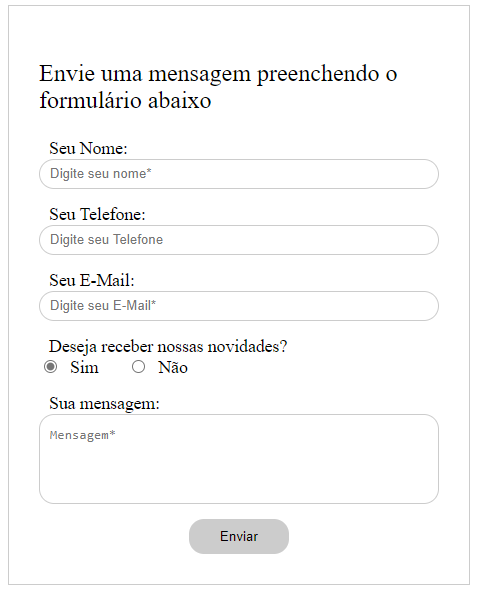 Envie uma mensagem preenchendo o
formulário abaixo
Seu Nome:
Digite seu nome*
Seu Telefone:
Digite seu Telefone
Seu E-Mail:
Digite seu E-Mail*
Deseja receber nossas novidades?
Sim Não
Sua mensagem:
Mensagem*
Enviar